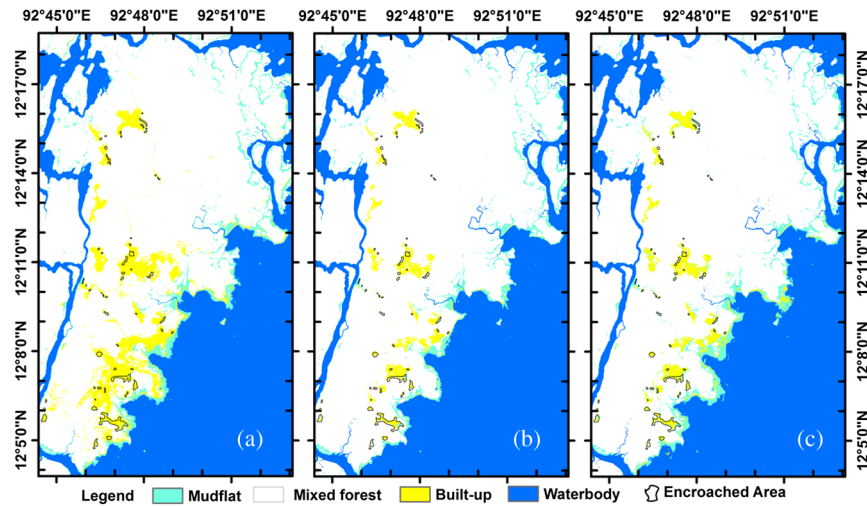 92°45'0"E 92°48'0"E 92°51'0"E 92°45'0"E 92°48'0"E 92°51'0"E 92°45'0"E 92°48'0"E 92°51'0"E
12°17'0"N 12°17'0"N
12°14'0"N 12°14'0"N
12°11'0"N 12°11'0"N
12°8'0"N 12°8'0"N
12°5'0"N 12°5'0"N
(a) (b) (c)
Legend Mudflat Mixed forest Built-up Waterbody Encroached Area